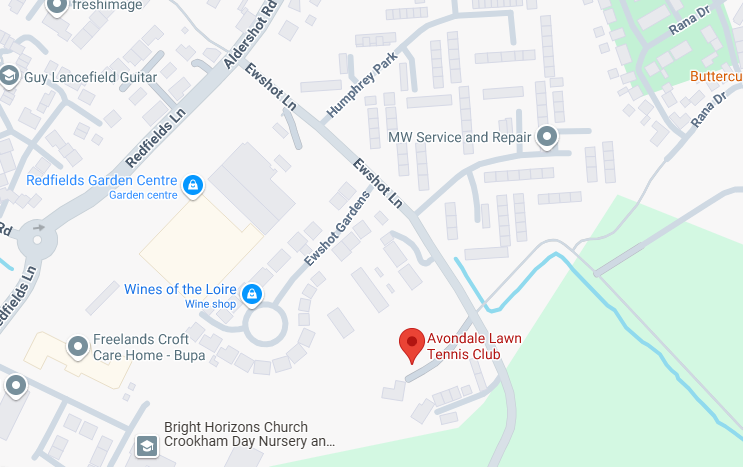 freshimage
Rana Dr
Aldershot Rd
Guy Lancefield Guitar
Ewshot Ln
Humphrey Park
Buttercu
Rana Dr
Redfields Ln
MW Service and Repair
Redfields Garden Centre
Garden centre
Ewshot Ln
Ewshot Gardens
Rd
Wines of the Loire
Wine shop
edfields Ln
Freelands Croft
Care Home - Bupa
Avondale Lawn
Tennis Club
Bright Horizons Church
Crookham Day Nursery an...